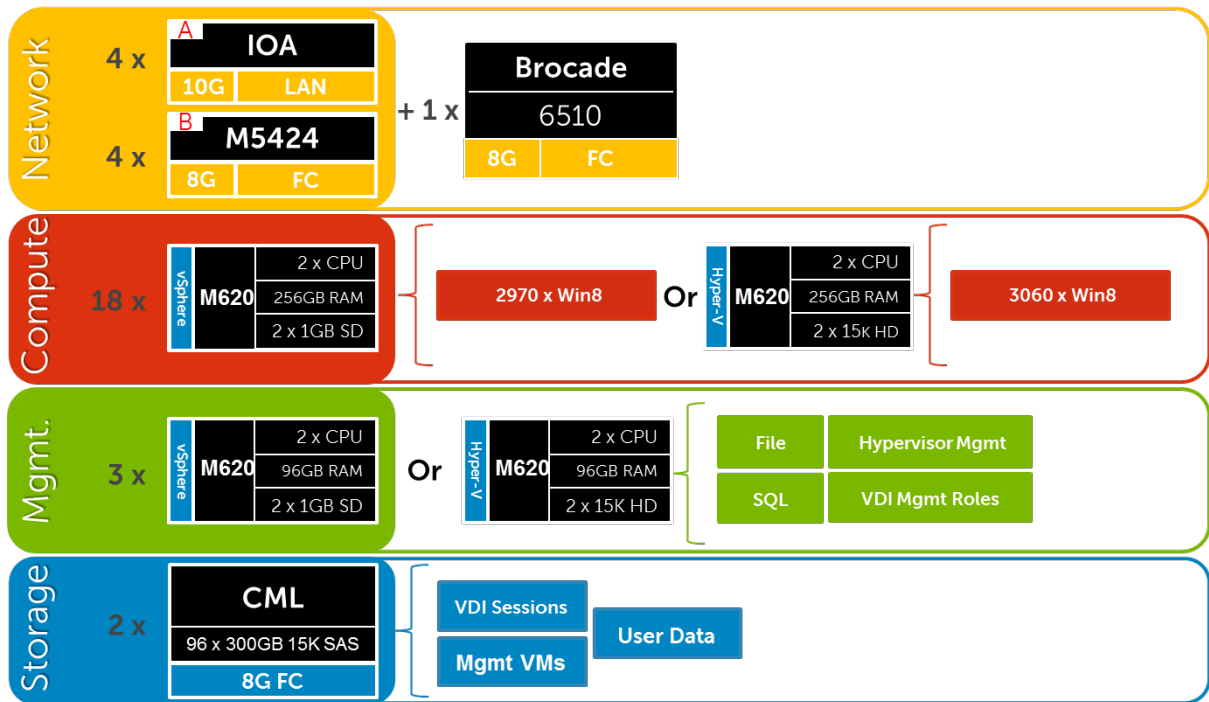 Network
4 x
A
IOA
10G
LAN
4 x
B
M5424
8G
FC
+ 1 x
Brocade
6510
8G
FC
Compute
18 x
vSphere
M620
2 x CPU
256GB RAM
2 x 1GB SD
2970 x Win8
Or
Hyper-V
M620
2 x CPU
256GB RAM
2 x 15K HD
3060 x Win8
Mgmt.
3 x
vSphere
M620
2 x CPU
96GB RAM
2 x 1GB SD
Or
Hyper-V
M620
2 x CPU
96GB RAM
2 x 15K HD
File
Hypervisor Mgmt
SQL
VDI Mgmt Roles
Storage
2 x
CML
96 x 300GB 15K SAS
8G FC
VDI Sessions
Mgmt VMs
User Data